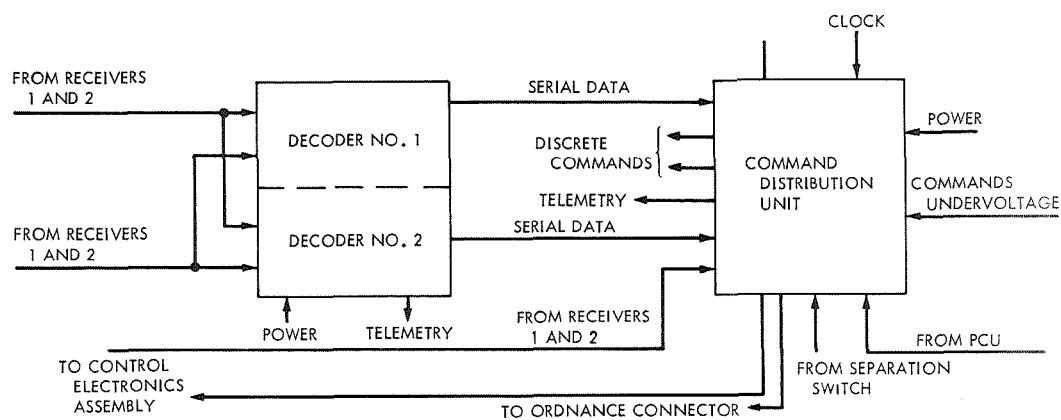 CLOCK
FROM RECEIVERS
1 AND 2
SERIAL DATA
POWER
DECODER NO. 1
DISCRETE
COMMANDS
COMMAND
DISTRIBUTION
UNIT
COMMANDS
UNDERVOLTAGE
TELEMETRY
FROM RECEIVERS
1 AND 2
DECODER NO. 2
SERIAL DATA
POWER
TELEMETRY
FROM RECEIVERS
1 AND 2
FROM PCU
TO CONTROL
ELECTRONICS
ASSEMBLY
FROM SEPARATION
SWITCH
TO ORDNANCE CONNECTOR